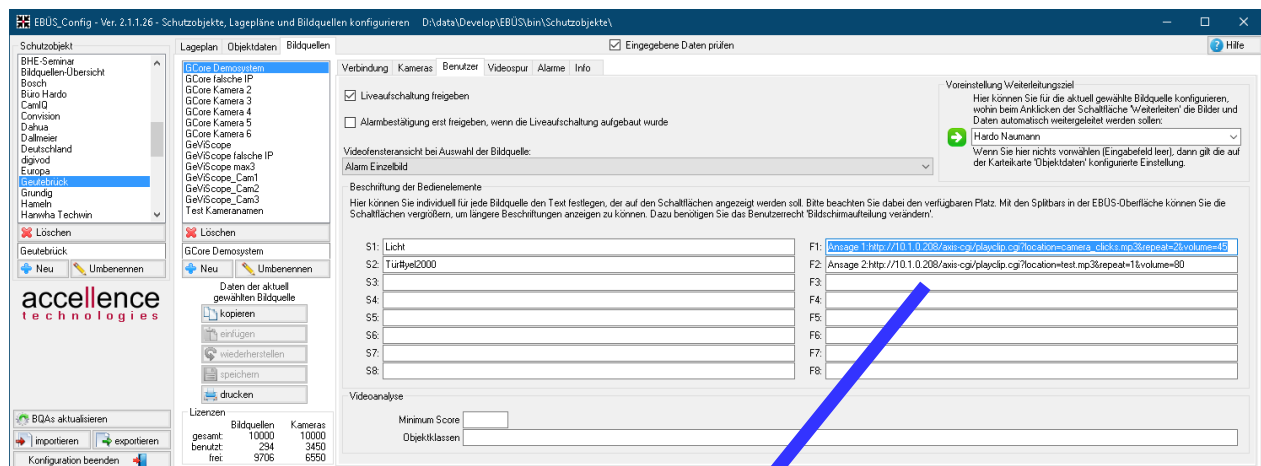 EBÜS_Config - Ver. 2.1.1.26 - Schutzobjekte, Lagepläne und Bildquellen konfigurieren D:\data\Develop\EBÜS\bin\Schutzobjekte\
Schutzobjekt
BHE-Seminar
Bildquellen-Übersicht
Bosch
Büro Hardo
CamIQ
Convision
Dahua
Dallmeier
Deutschland
digivod
Europa
Geutebrück
Grundig
Hameln
Hanwha Techwin
Löschen
Geutebrück
Neu Umbenennen
accellence
technologies
BQAs aktualisieren
importieren exportieren
Konfiguration beenden
Lageplan Objektdaten Bildquellen
GCore Demosystem
GCore falsche IP
GCore Kamera 2
GCore Kamera 3
GCore Kamera 4
GCore Kamera 5
GCore Kamera 6
GeViScope
GeViScope falsche IP
GeViScope max3
GeViScope_Cam1
GeViScope_Cam2
GeViScope_Cam3
Test Kameranamen
Löschen
GCore Demosystem
Neu Umbenennen
Daten der aktuell
gewählten Bildquelle
kopieren
einfügen
wiederherstellen
speichern
drucken
Lizenzen
Bildquellen Kameras
gesamt: 10000 10000
benutzt: 294 3450
frei: 9706 6550
Eingegebene Daten prüfen
Hilfe
Verbindung Kameras Benutzer Videospur Alarme Info
Liveaufschaltung freigeben
Alarmbestätigung erst freigeben, wenn die Liveaufschaltung aufgebaut wurde
Videofensteransicht bei Auswahl der Bildquelle:
Alarm Einzelbild
Voreinstellung Weiterleitungsziel
Hier können Sie für die aktuell gewählte Bildquelle konfigurieren,
wohin beim Anklicken der Schaltfläche 'Weiterleiten' die Bilder und
Daten automatisch weitergeleitet werden sollen:
Hardo Naumann
Wenn Sie hier nichts vorwählen (Eingabefeld leer), dann gilt die auf
der Karteikarte 'Objektdaten' konfigurierte Einstellung.
Beschriftung der Bedienelemente
Hier können Sie individuell für jede Bildquelle den Text festlegen, der auf den Schaltflächen angezeigt werden soll. Bitte beachten Sie dabei den verfügbaren Platz. Mit den Splitbars in der EBÜS-Oberfläche können Sie die
Schaltflächen vergrößern, um längere Beschriftungen anzeigen zu können. Dazu benötigen Sie das Benutzerrecht 'Bildschirmaufteilung verändern'.
S1: Licht
S2: Tür#yel2000
S3:
S4:
S5:
S6:
S7:
S8:
F1: Ansage 1:http://10.1.0.208/axis-cgi/playclip.cgi?location=camera_clicks.mp3&repeat=2&volume=45
F2: Ansage 2:http://10.1.0.208/axis-cgi/playclip.cgi?location=test.mp3&repeat=1&volume=80
F3:
F4:
F5:
F6:
F7:
F8:
Videoanalyse
Minimum Score
Objektklassen